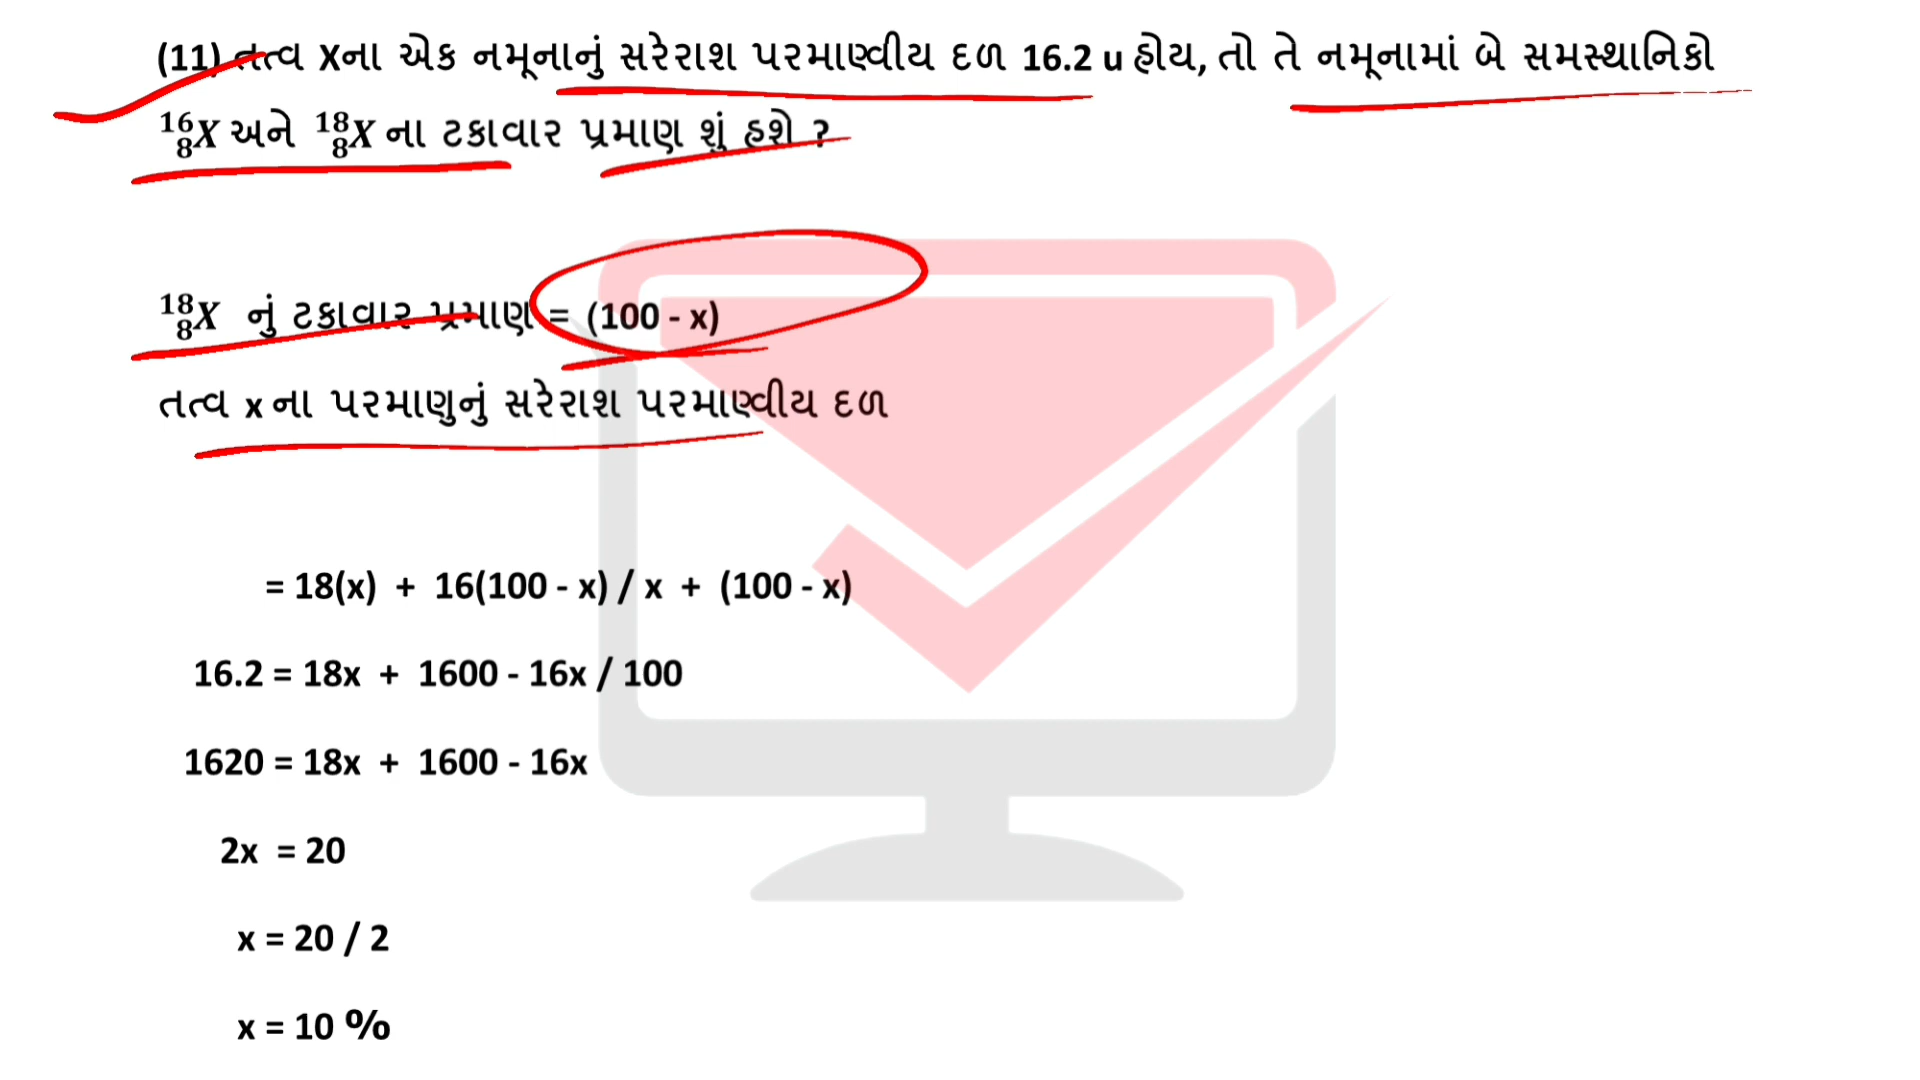 (11) તત્વ Xના એક નમૂનાનું સરેરાશ પરમાણ્વીય દળ 16.2 u હોય, તો તે નમૂનામાં બે સમસ્થાનિકો
¹⁶₈X અને ¹⁸₈X ના ટકાવાર પ્રમાણ શું હશે ?
¹⁸₈X નું ટકાવાર પ્રમાણ = (100 - x)
તત્વ x ના પરમાણુનું સરેરાશ પરમાણ્વીય દળ
= 18(x) + 16(100 - x) / x + (100 - x)
16.2 = 18x + 1600 - 16x / 100
1620 = 18x + 1600 - 16x
2x = 20
x = 20 / 2
x = 10 %